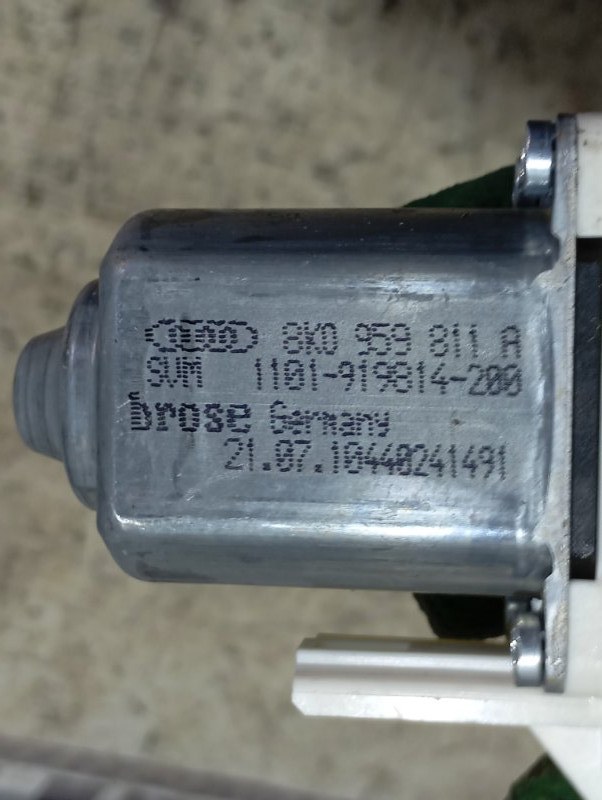 8K0 959 811 A
SVM 1101-919814-200
brose Germany
21.07.10440241491